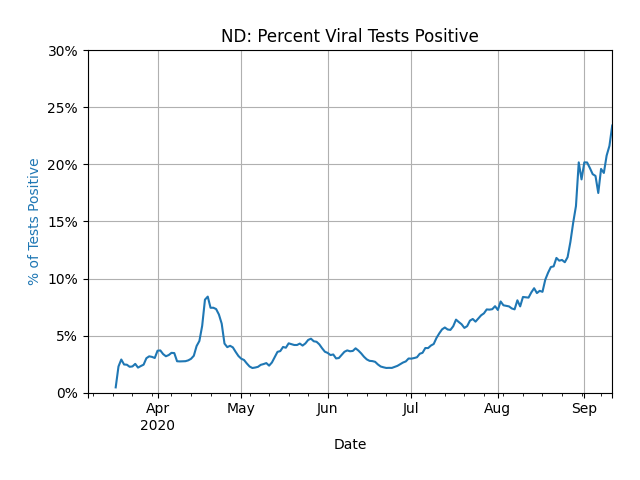 ND: Percent Viral Tests Positive
30%
25%
20%
15%
10%
5%
0%
% of Tests Positive
Apr
2020
May
Jun
Jul
Aug
Sep
Date